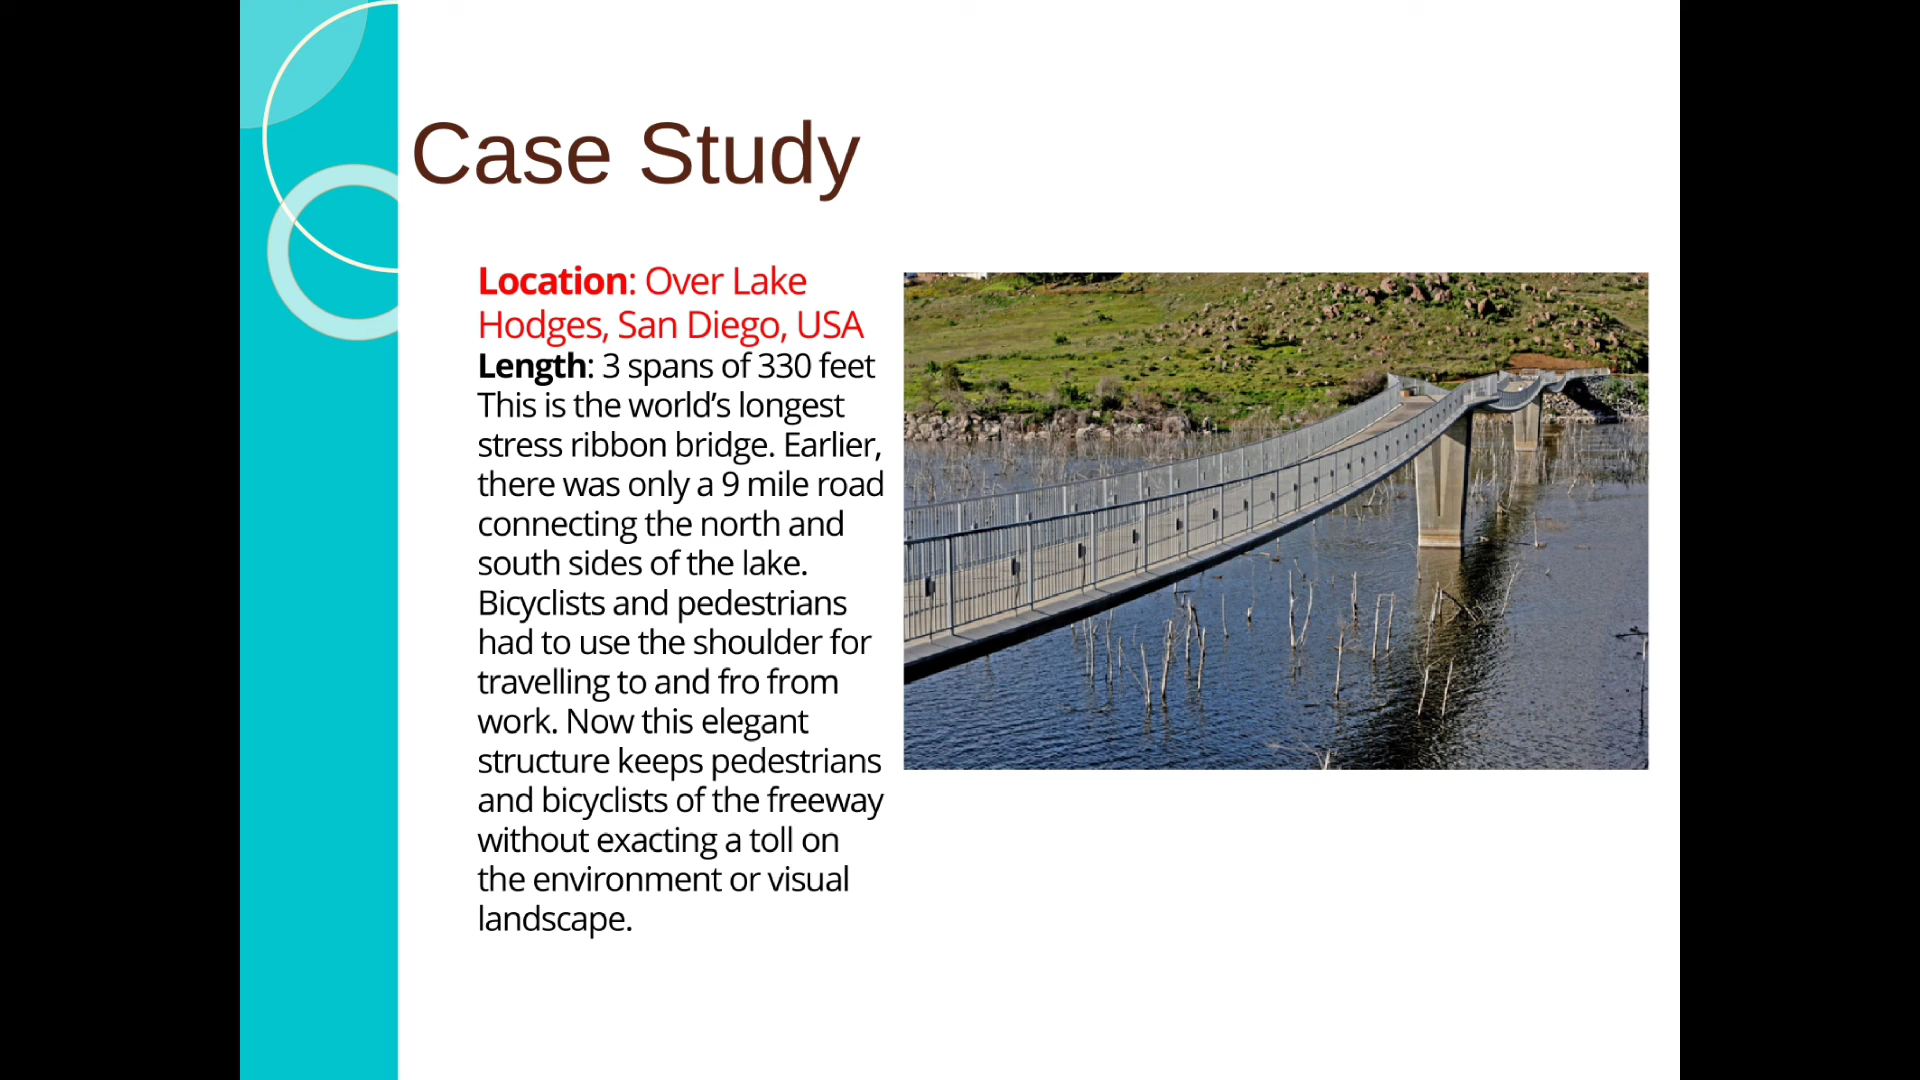 Case Study
Location: Over Lake
Hodges, San Diego, USA
Length: 3 spans of 330 feet
This is the world’s longest
stress ribbon bridge. Earlier,
there was only a 9 mile road
connecting the north and
south sides of the lake.
Bicyclists and pedestrians
had to use the shoulder for
travelling to and fro from
work. Now this elegant
structure keeps pedestrians
and bicyclists of the freeway
without exacting a toll on
the environment or visual
landscape.